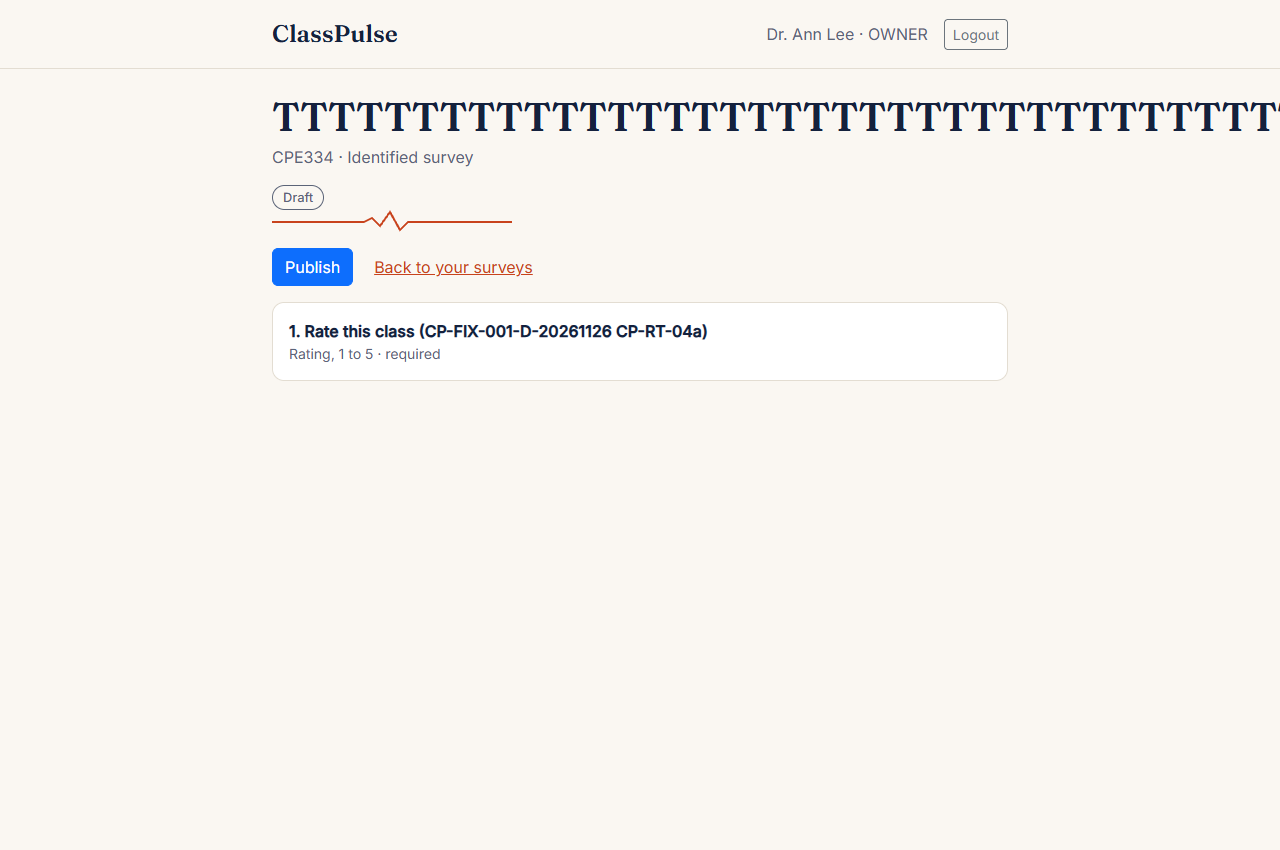 ClassPulse
Dr. Ann Lee · OWNER
Logout
TTTTTTTTTTTTTTTTTTTTTTTTTTTTTTTTTTTT
CPE334 · Identified survey
Draft
Publish
Back to your surveys
1. Rate this class (CP-FIX-001-D-20261126 CP-RT-04a)
Rating, 1 to 5 · required